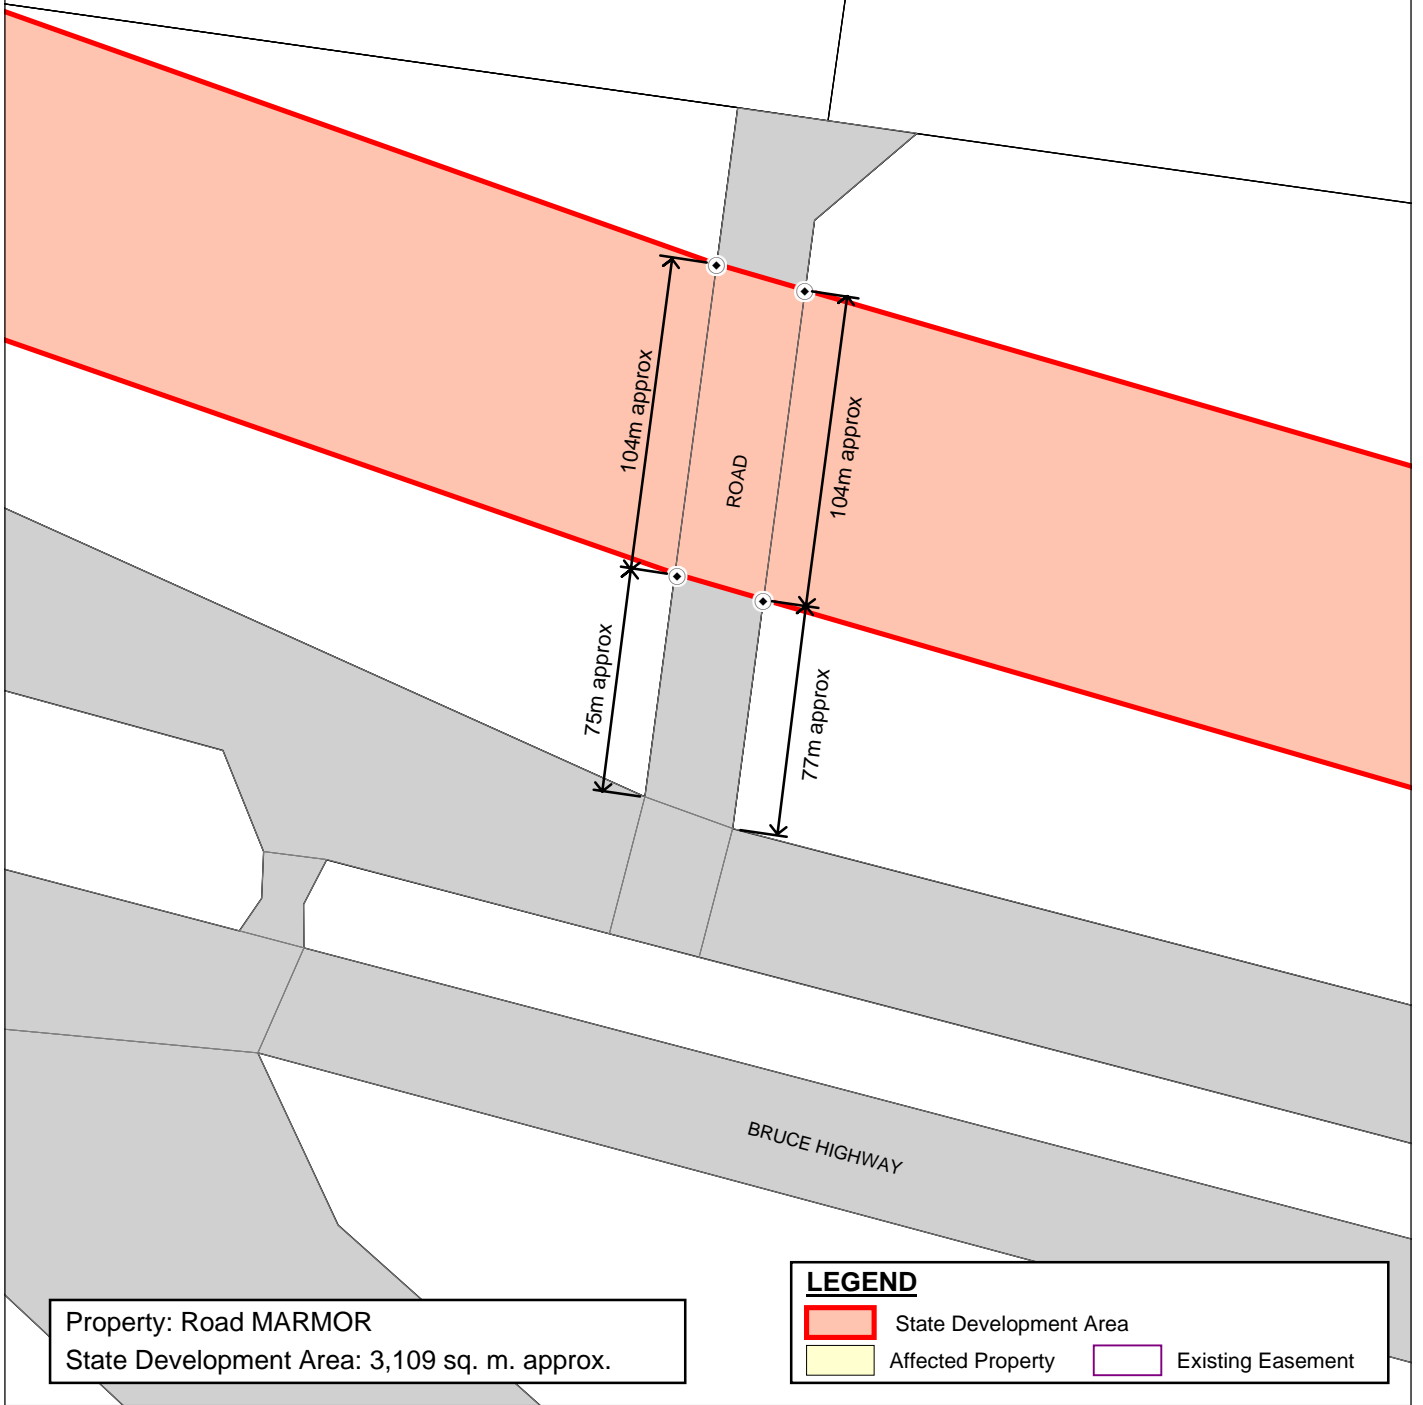 104m approx
104m approx
ROAD
75m approx
77m approx
BRUCE HIGHWAY
Property: Road MARMOR
State Development Area: 3,109 sq. m. approx.
LEGEND
State Development Area
Affected Property
Existing Easement